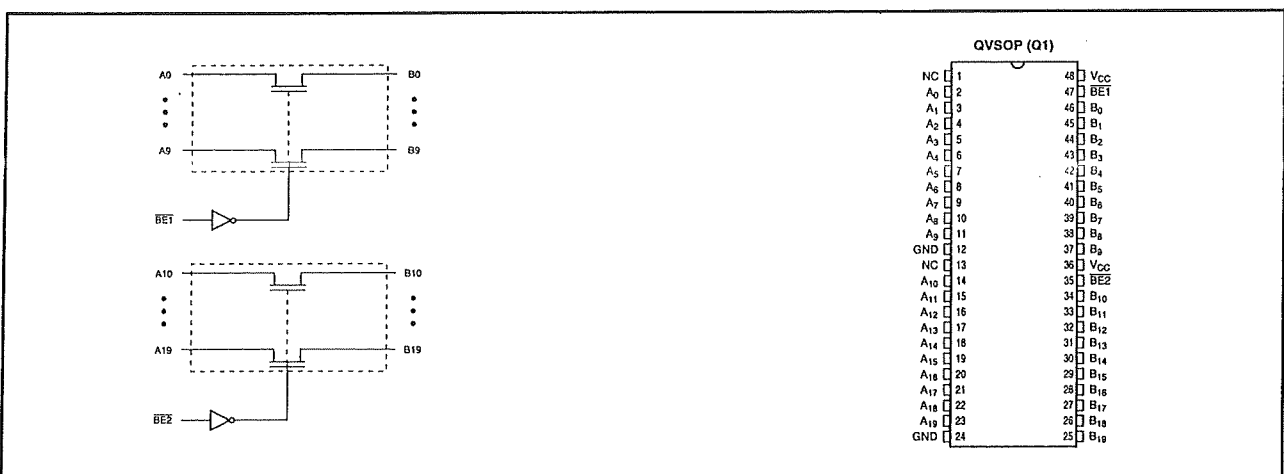 A0 B0
A9 B9
BE1
A10 B10
A19 B19
BE2
QVSOP (Q1)
NC 1 48 VCC
A0 2 47 BE1
A1 3 46 B0
A2 4 45 B1
A3 5 44 B2
A4 6 43 B3
A5 7 42 B4
A6 8 41 B5
A7 9 40 B6
A8 10 39 B7
A9 11 38 B8
GND 12 37 B9
NC 13 36 VCC
A10 14 35 BE2
A11 15 34 B10
A12 16 33 B11
A13 17 32 B12
A14 18 31 B13
A15 19 30 B14
A16 20 29 B15
A17 21 28 B16
A18 22 27 B17
A19 23 26 B18
GND 24 25 B19